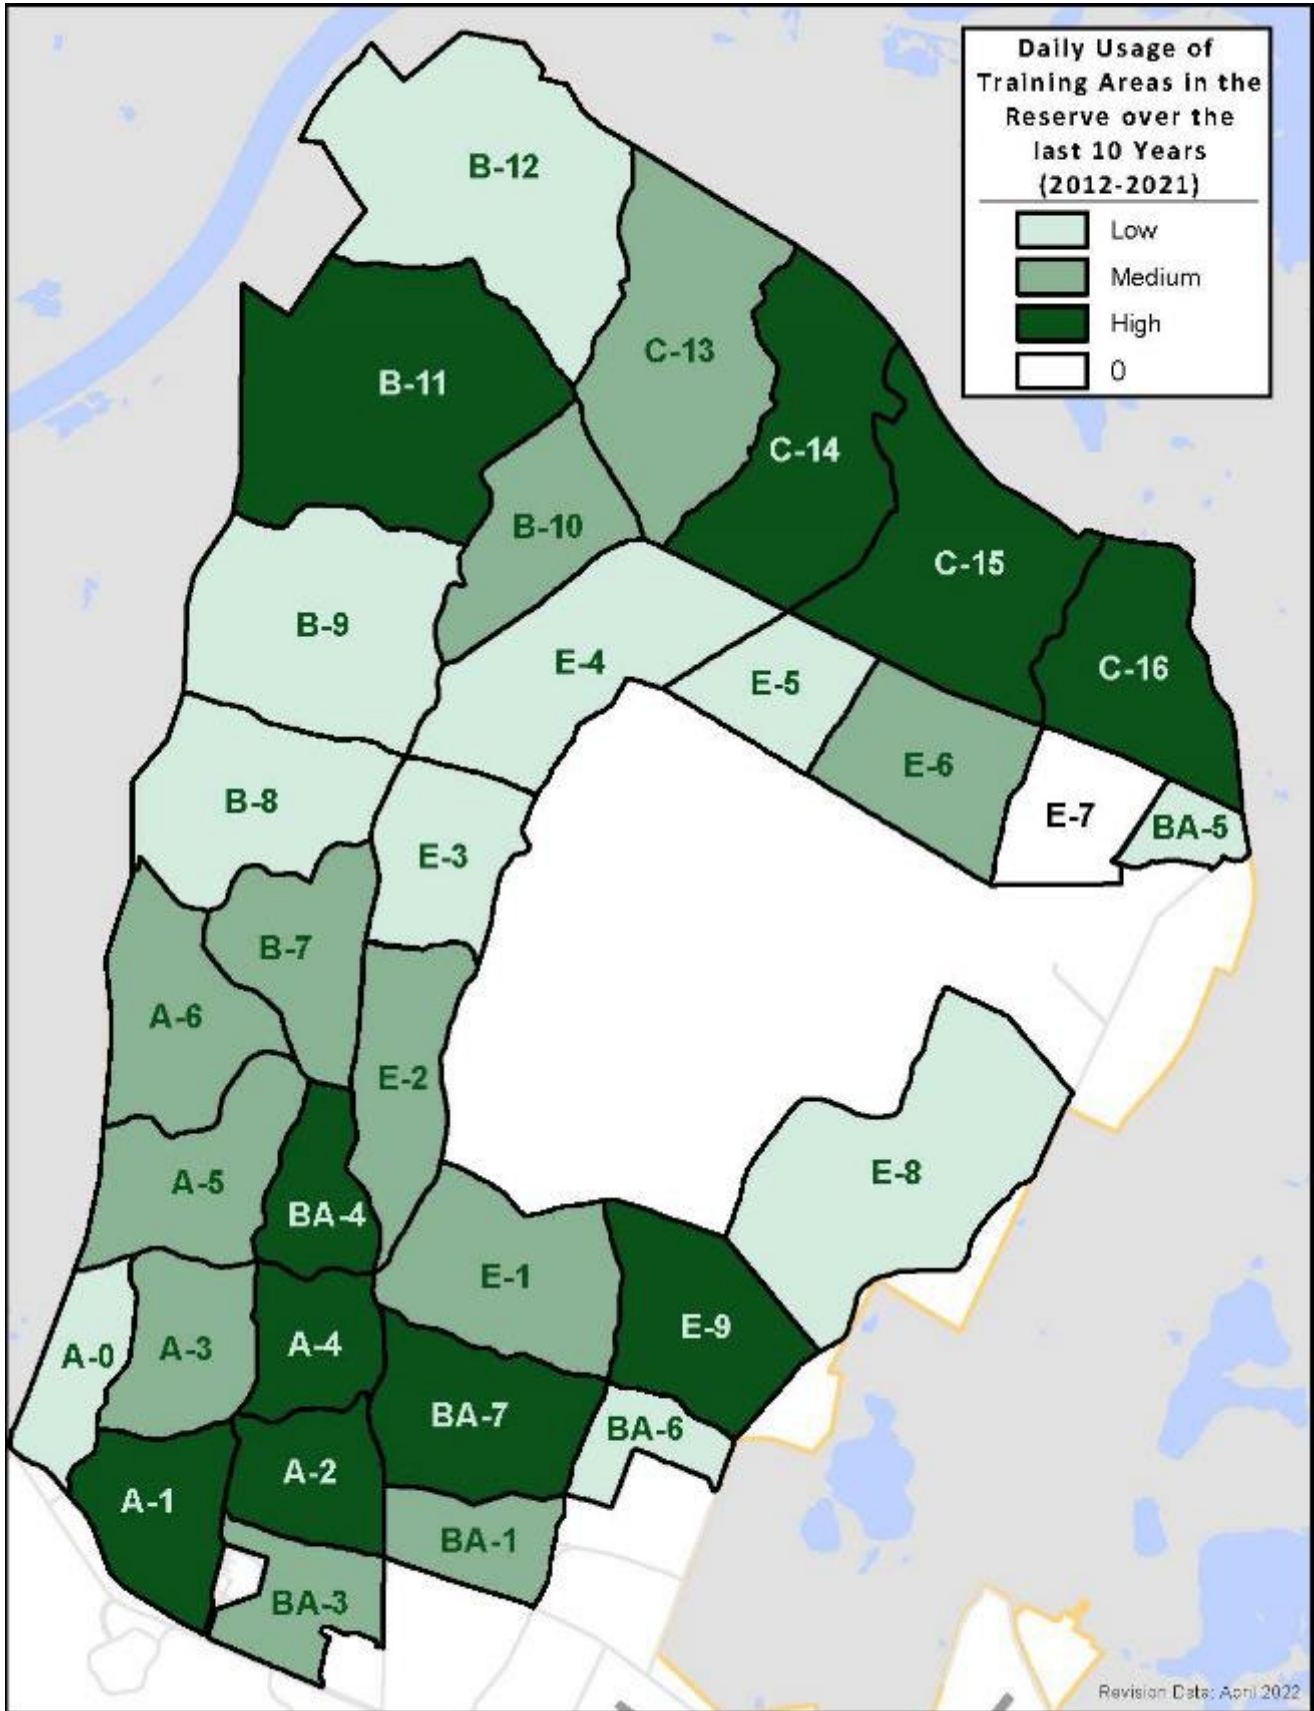 Daily Usage of
Training Areas in the
Reserve over the
last 10 Years
(2012-2021)
Low
Medium
High
0
B-12
C-13
B-11
C-14
B-10
C-15
B-9
E-4
C-16
E-5
E-6
B-8
E-7
BA-5
E-3
B-7
A-6
E-2
E-8
A-5
BA-4
E-1
E-9
A-4
A-3
A-0
BA-7
BA-6
A-2
A-1
BA-1
BA-3
Revision Date: April 2022